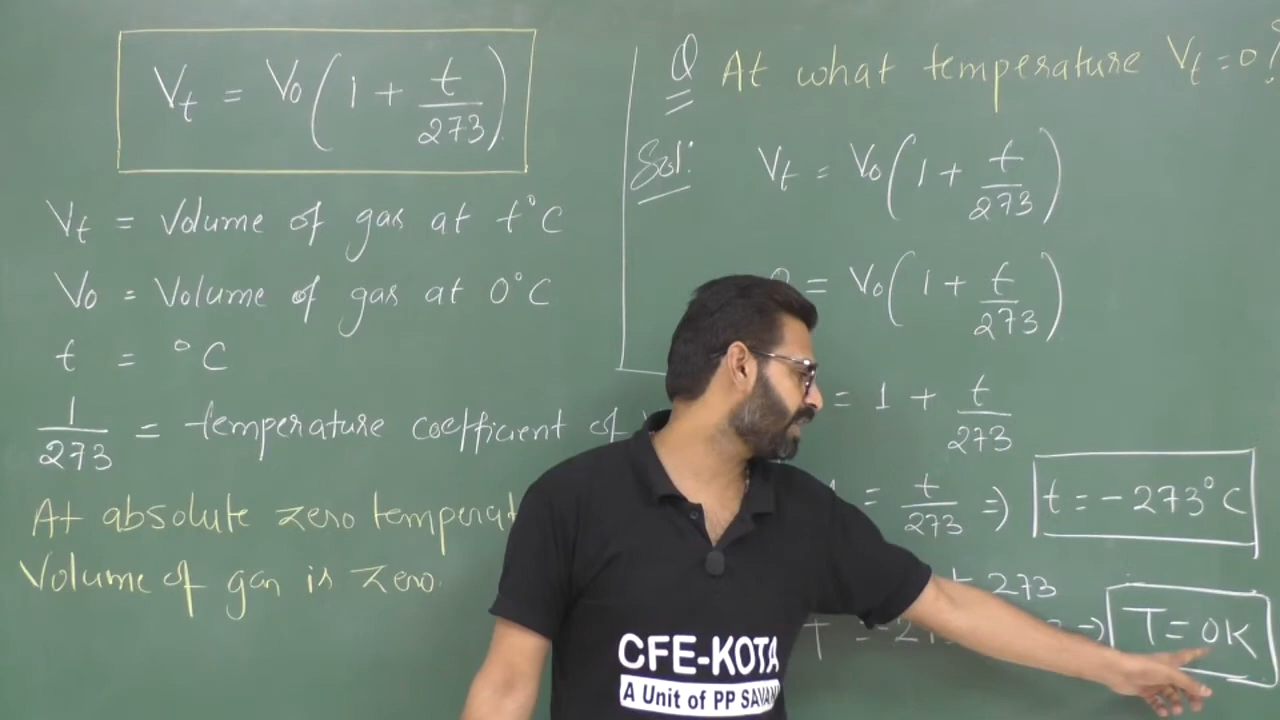 Vt = V0 (1 + t/273)
Vt = Volume of gas at t°C
V0 = Volume of gas at 0°C
t = °C
1/273 = temperature coefficient of
At absolute zero
Volume of gas is zero.
Q At what temperature Vt = 0?
Sol: Vt = V0 (1 + t/273)
0 = V0 (1 + t/273)
= 1 + t/273
= t/273 => t = -273°C
273
T = => T = 0K
CFE-KOTA
A Unit of PP